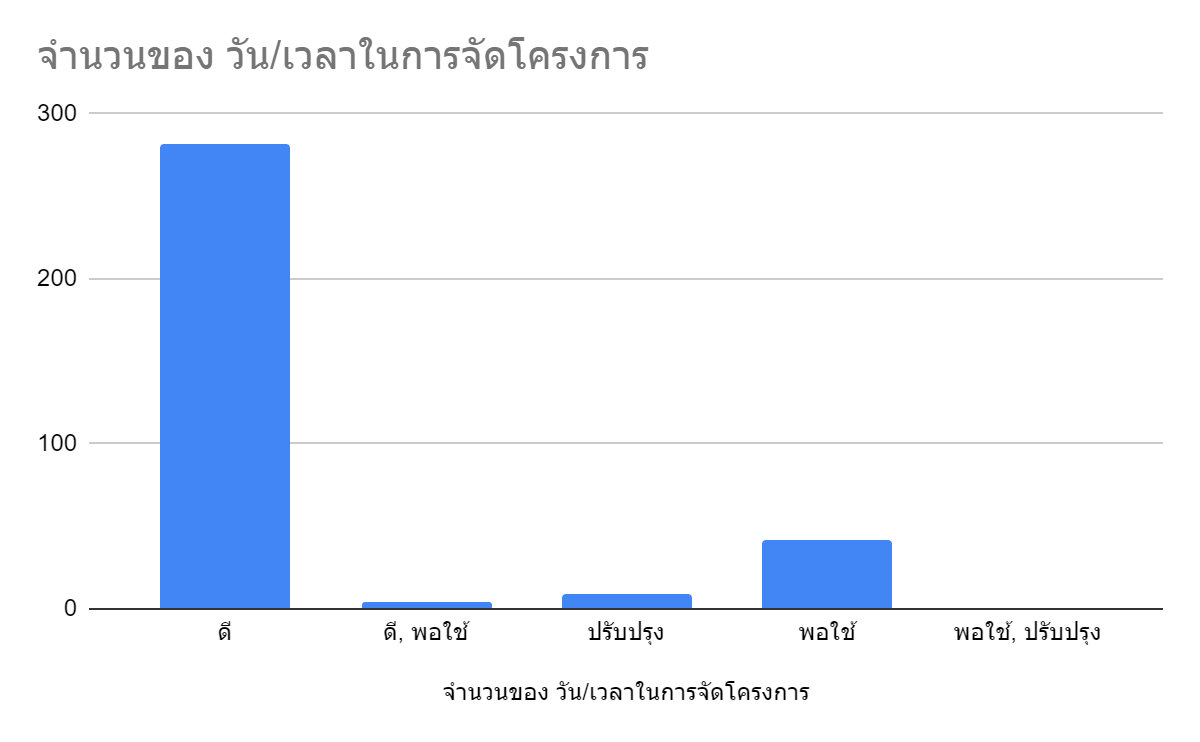 จำนวนของ วัน/เวลาในการจัดโครงการ
300
200
100
0
ดี
ดี, พอใช้
ปรับปรุง
พอใช้
พอใช้, ปรับปรุง
จำนวนของ วัน/เวลาในการจัดโครงการ